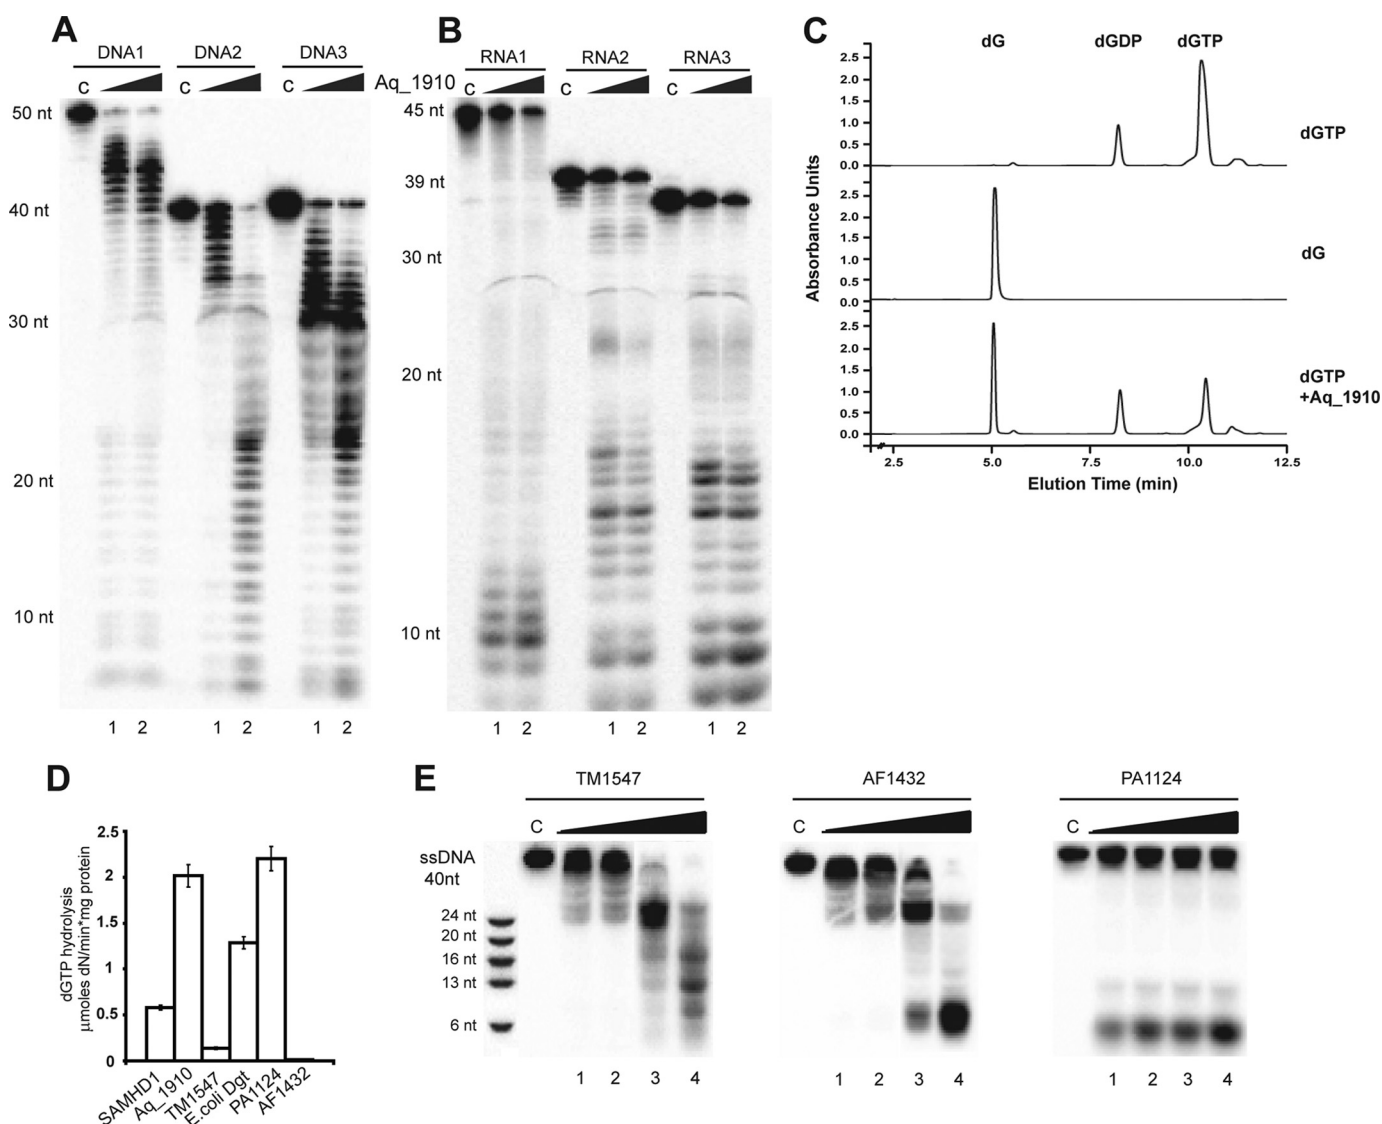 A
DNA1 DNA2 DNA3
C C C
50 nt
40 nt
30 nt
20 nt
10 nt
1 2 1 2 1 2
B
RNA1 RNA2 RNA3
Aq_1910
C C C
45 nt
39 nt
30 nt
20 nt
10 nt
1 2 1 2 1 2
C
dG dGDP dGTP
Absorbance Units
2.5
2.0
1.5
1.0
0.5
0.0
dGTP
2.5
2.0
1.5
1.0
0.5
0.0
dG
2.5
2.0
1.5
1.0
0.5
0.0
dGTP
+Aq_1910
2.5 5.0 7.5 10.0 12.5
Elution Time (min)
D
dGTP hydrolysis
µmoles dN/min*mg protein
2.5
2
1.5
1
0.5
0
SAMHD1
Aq_1910
TM1547
E.coli Dgt
PA1124
AF1432
E
TM1547 AF1432 PA1124
C C C
ssDNA
40nt
24 nt
20 nt
16 nt
13 nt
6 nt
1 2 3 4 1 2 3 4 1 2 3 4